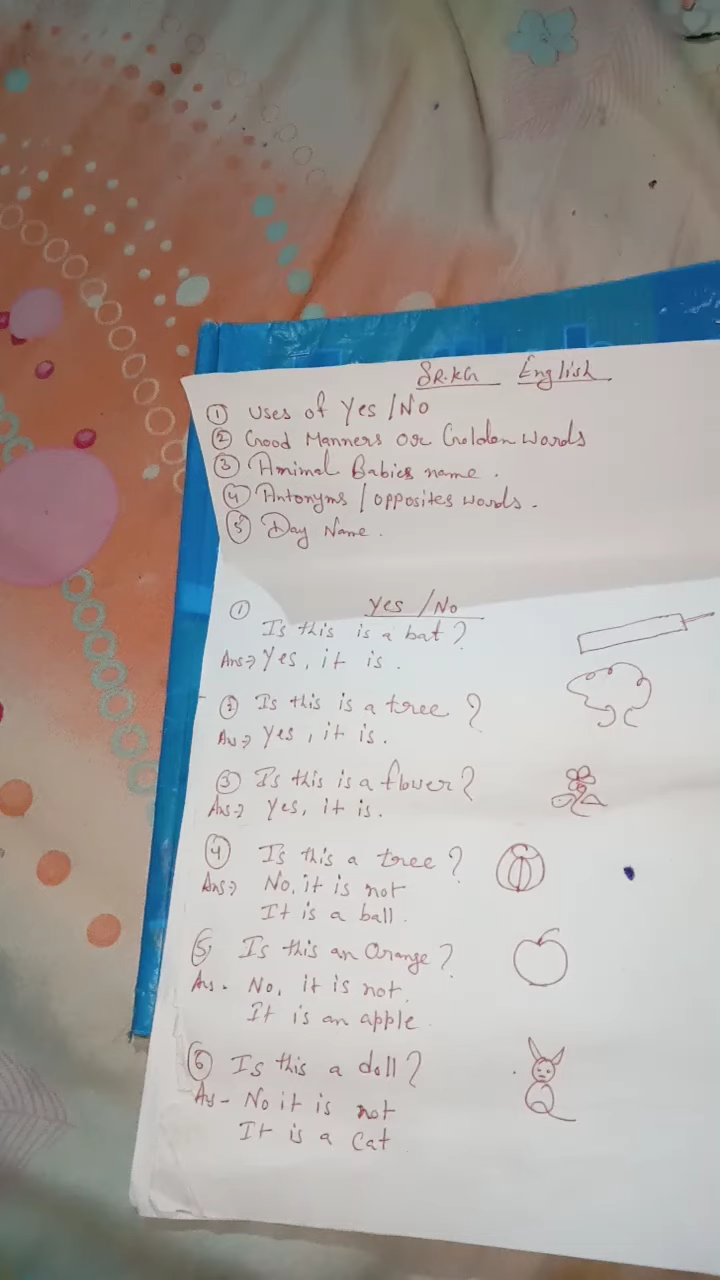 SR.KG English
① Uses of Yes / No
② Good Manners or Golden words
③ Animal Babies name.
④ Antonyms / opposites words.
⑤ Day Name.
Yes / No
① Is this is a bat?
Ans⇒ Yes, it is.
② Is this is a tree?
An⇒ Yes, it is.
③ Is this is a flower?
Ans⇒ Yes, it is.
④ Is this a tree?
Ans⇒ No, it is not
It is a ball.
⑤ Is this an Orange?
Ans. No, it is not.
It is an apple.
⑥ Is this a doll?
As - No it is not
It is a cat